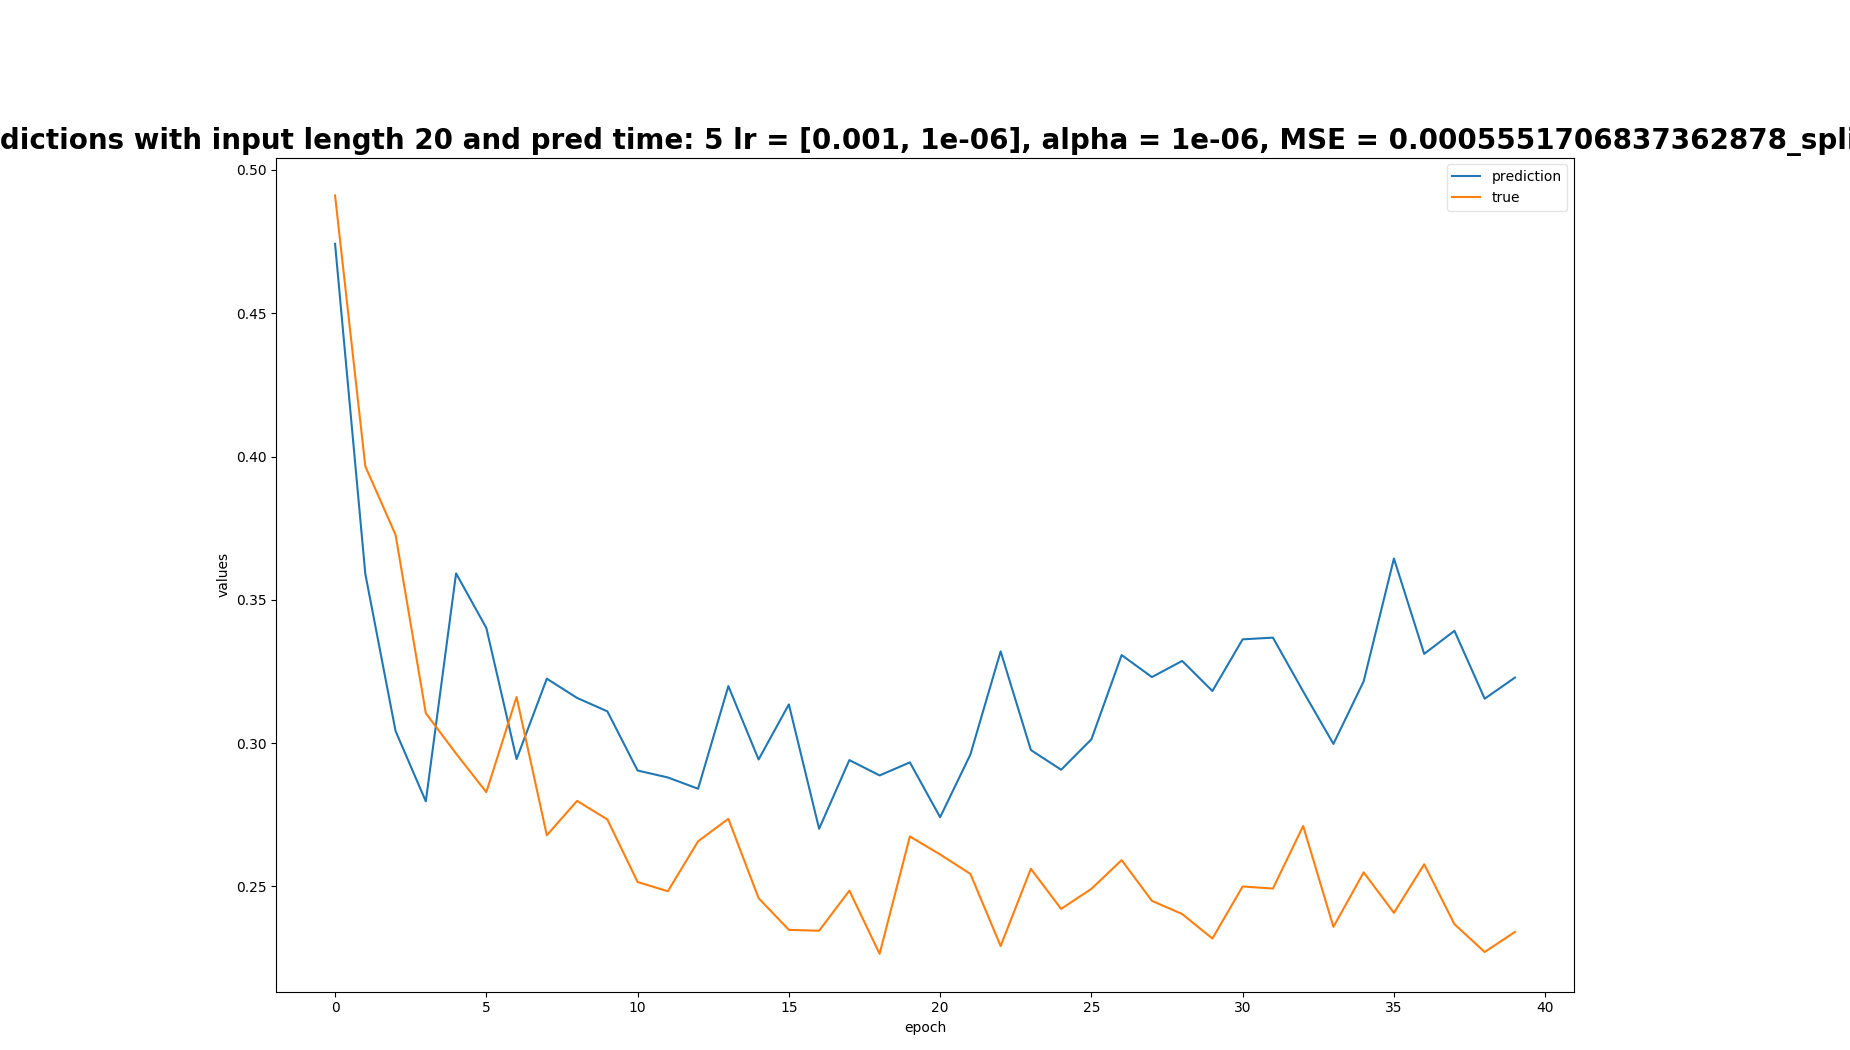 dictions with input length 20 and pred time: 5 lr = [0.001, 1e-06], alpha = 1e-06, MSE = 0.0005551706837362878_spli
prediction
true
0.50
0.45
0.40
0.35
0.30
0.25
values
0 5 10 15 20 25 30 35 40
epoch